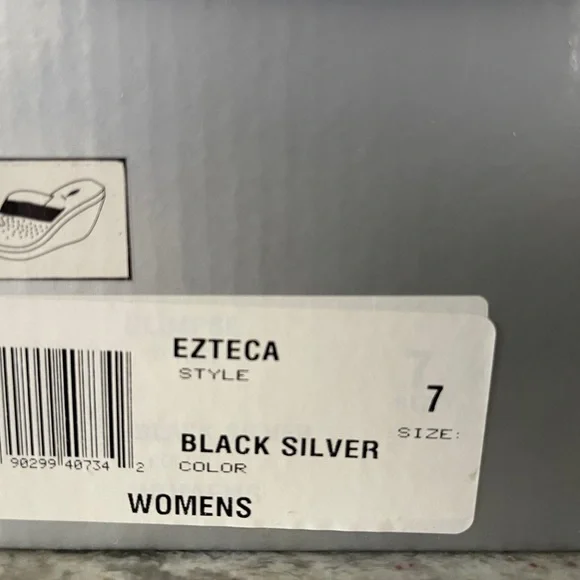 EZTECA
STYLE
7
SIZE:
BLACK SILVER
COLOR
90299 40734 2
WOMENS